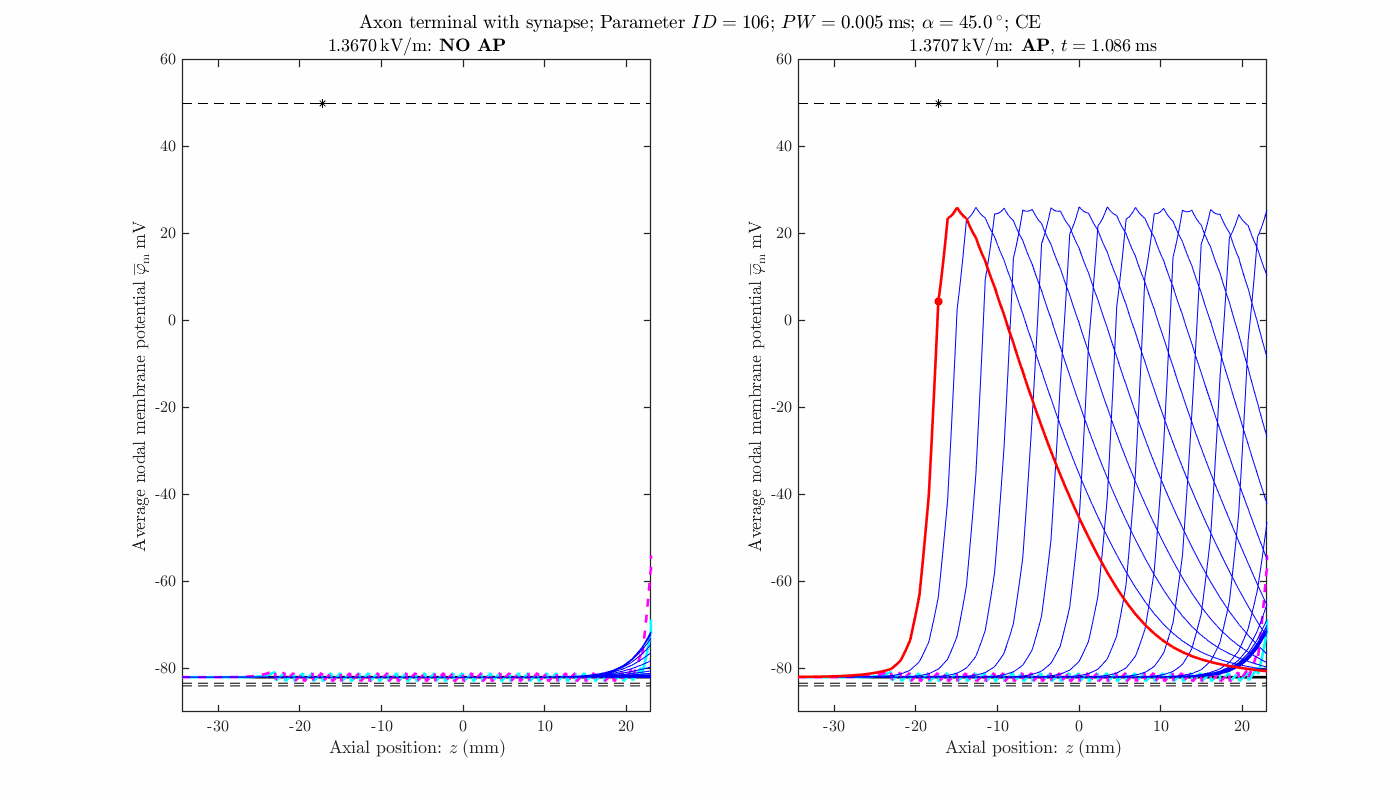 Axon terminal with synapse; Parameter ID = 106; PW = 0.005 ms; α = 45.0°; CE
1.3670 kV/m: NO AP
60
40
20
0
-20
-40
-60
-80
Average nodal membrane potential φ̅m mV
-30 -20 -10 0 10 20
Axial position: z (mm)
1.3707 kV/m: AP, t = 1.086 ms
60
40
20
0
-20
-40
-60
-80
Average nodal membrane potential φ̅m mV
-30 -20 -10 0 10 20
Axial position: z (mm)